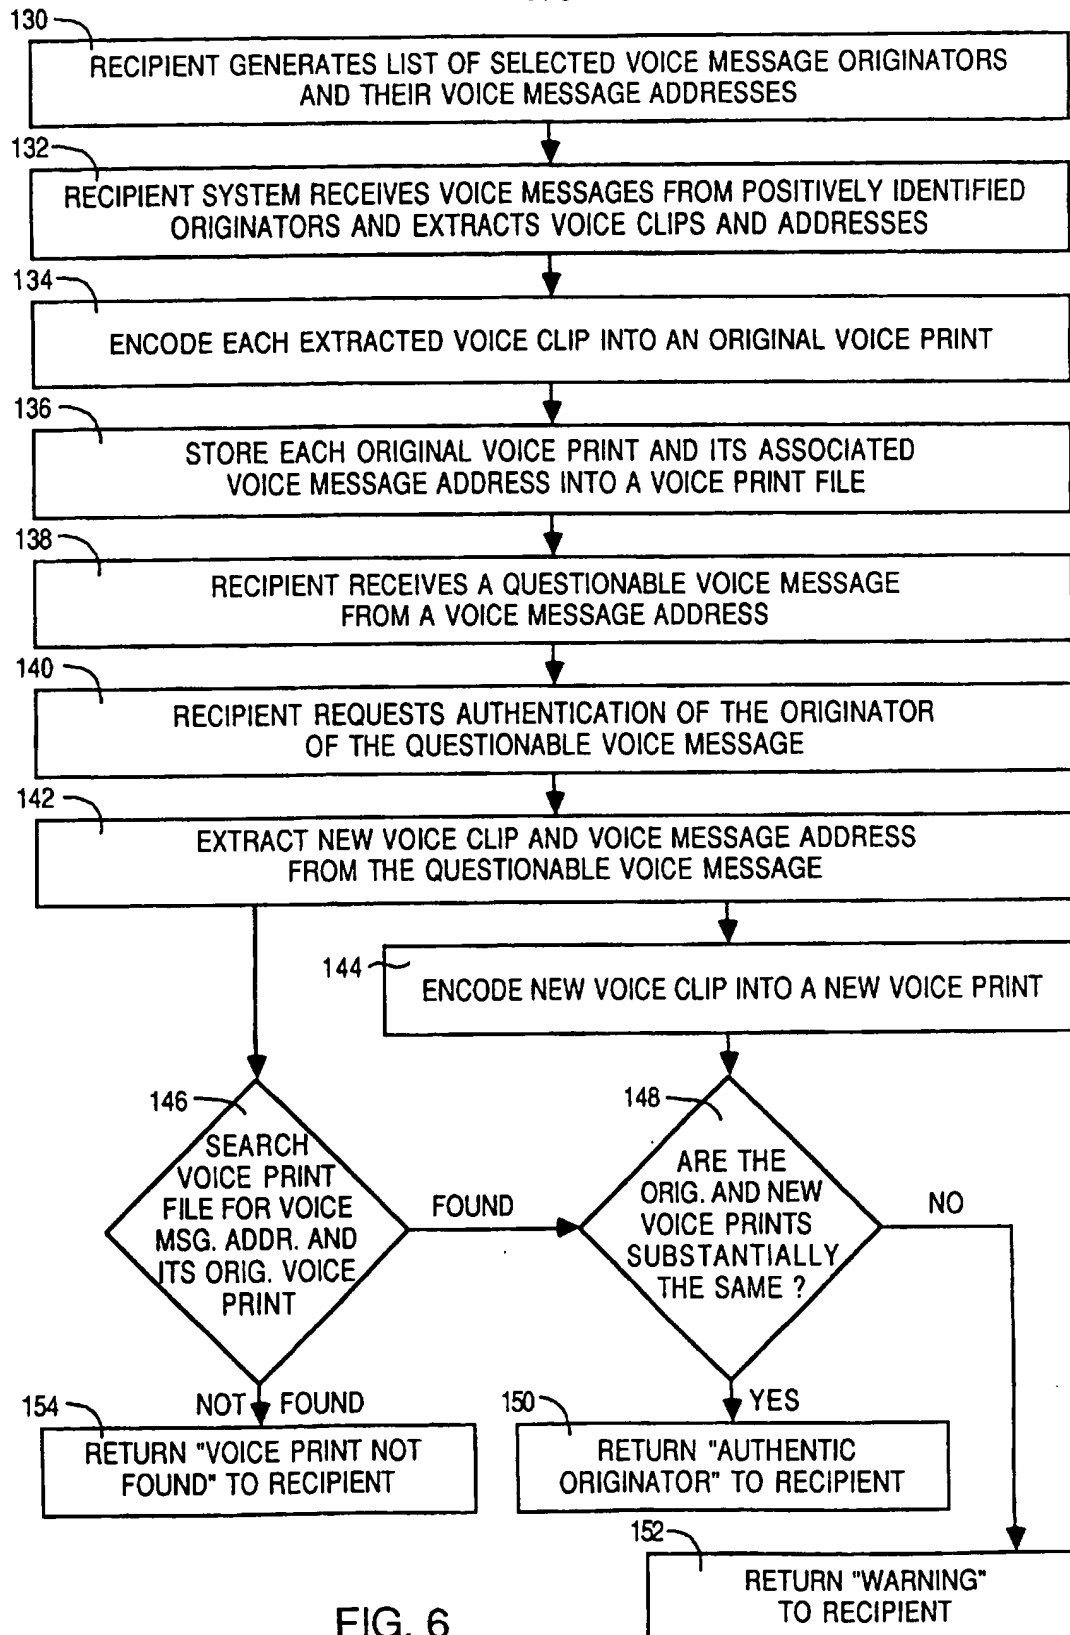 130
RECIPIENT GENERATES LIST OF SELECTED VOICE MESSAGE ORIGINATORS
AND THEIR VOICE MESSAGE ADDRESSES
132
RECIPIENT SYSTEM RECEIVES VOICE MESSAGES FROM POSITIVELY IDENTIFIED
ORIGINATORS AND EXTRACTS VOICE CLIPS AND ADDRESSES
134
ENCODE EACH EXTRACTED VOICE CLIP INTO AN ORIGINAL VOICE PRINT
136
STORE EACH ORIGINAL VOICE PRINT AND ITS ASSOCIATED
VOICE MESSAGE ADDRESS INTO A VOICE PRINT FILE
138
RECIPIENT RECEIVES A QUESTIONABLE VOICE MESSAGE
FROM A VOICE MESSAGE ADDRESS
140
RECIPIENT REQUESTS AUTHENTICATION OF THE ORIGINATOR
OF THE QUESTIONABLE VOICE MESSAGE
142
EXTRACT NEW VOICE CLIP AND VOICE MESSAGE ADDRESS
FROM THE QUESTIONABLE VOICE MESSAGE
144
ENCODE NEW VOICE CLIP INTO A NEW VOICE PRINT
146
SEARCH
VOICE PRINT
FILE FOR VOICE
MSG. ADDR. AND
ITS ORIG. VOICE
PRINT
FOUND
148
ARE THE
ORIG. AND NEW
VOICE PRINTS
SUBSTANTIALLY
THE SAME ?
NO
NOT FOUND
154
RETURN "VOICE PRINT NOT
FOUND" TO RECIPIENT
YES
150
RETURN "AUTHENTIC
ORIGINATOR" TO RECIPIENT
152
RETURN "WARNING"
TO RECIPIENT
FIG. 6